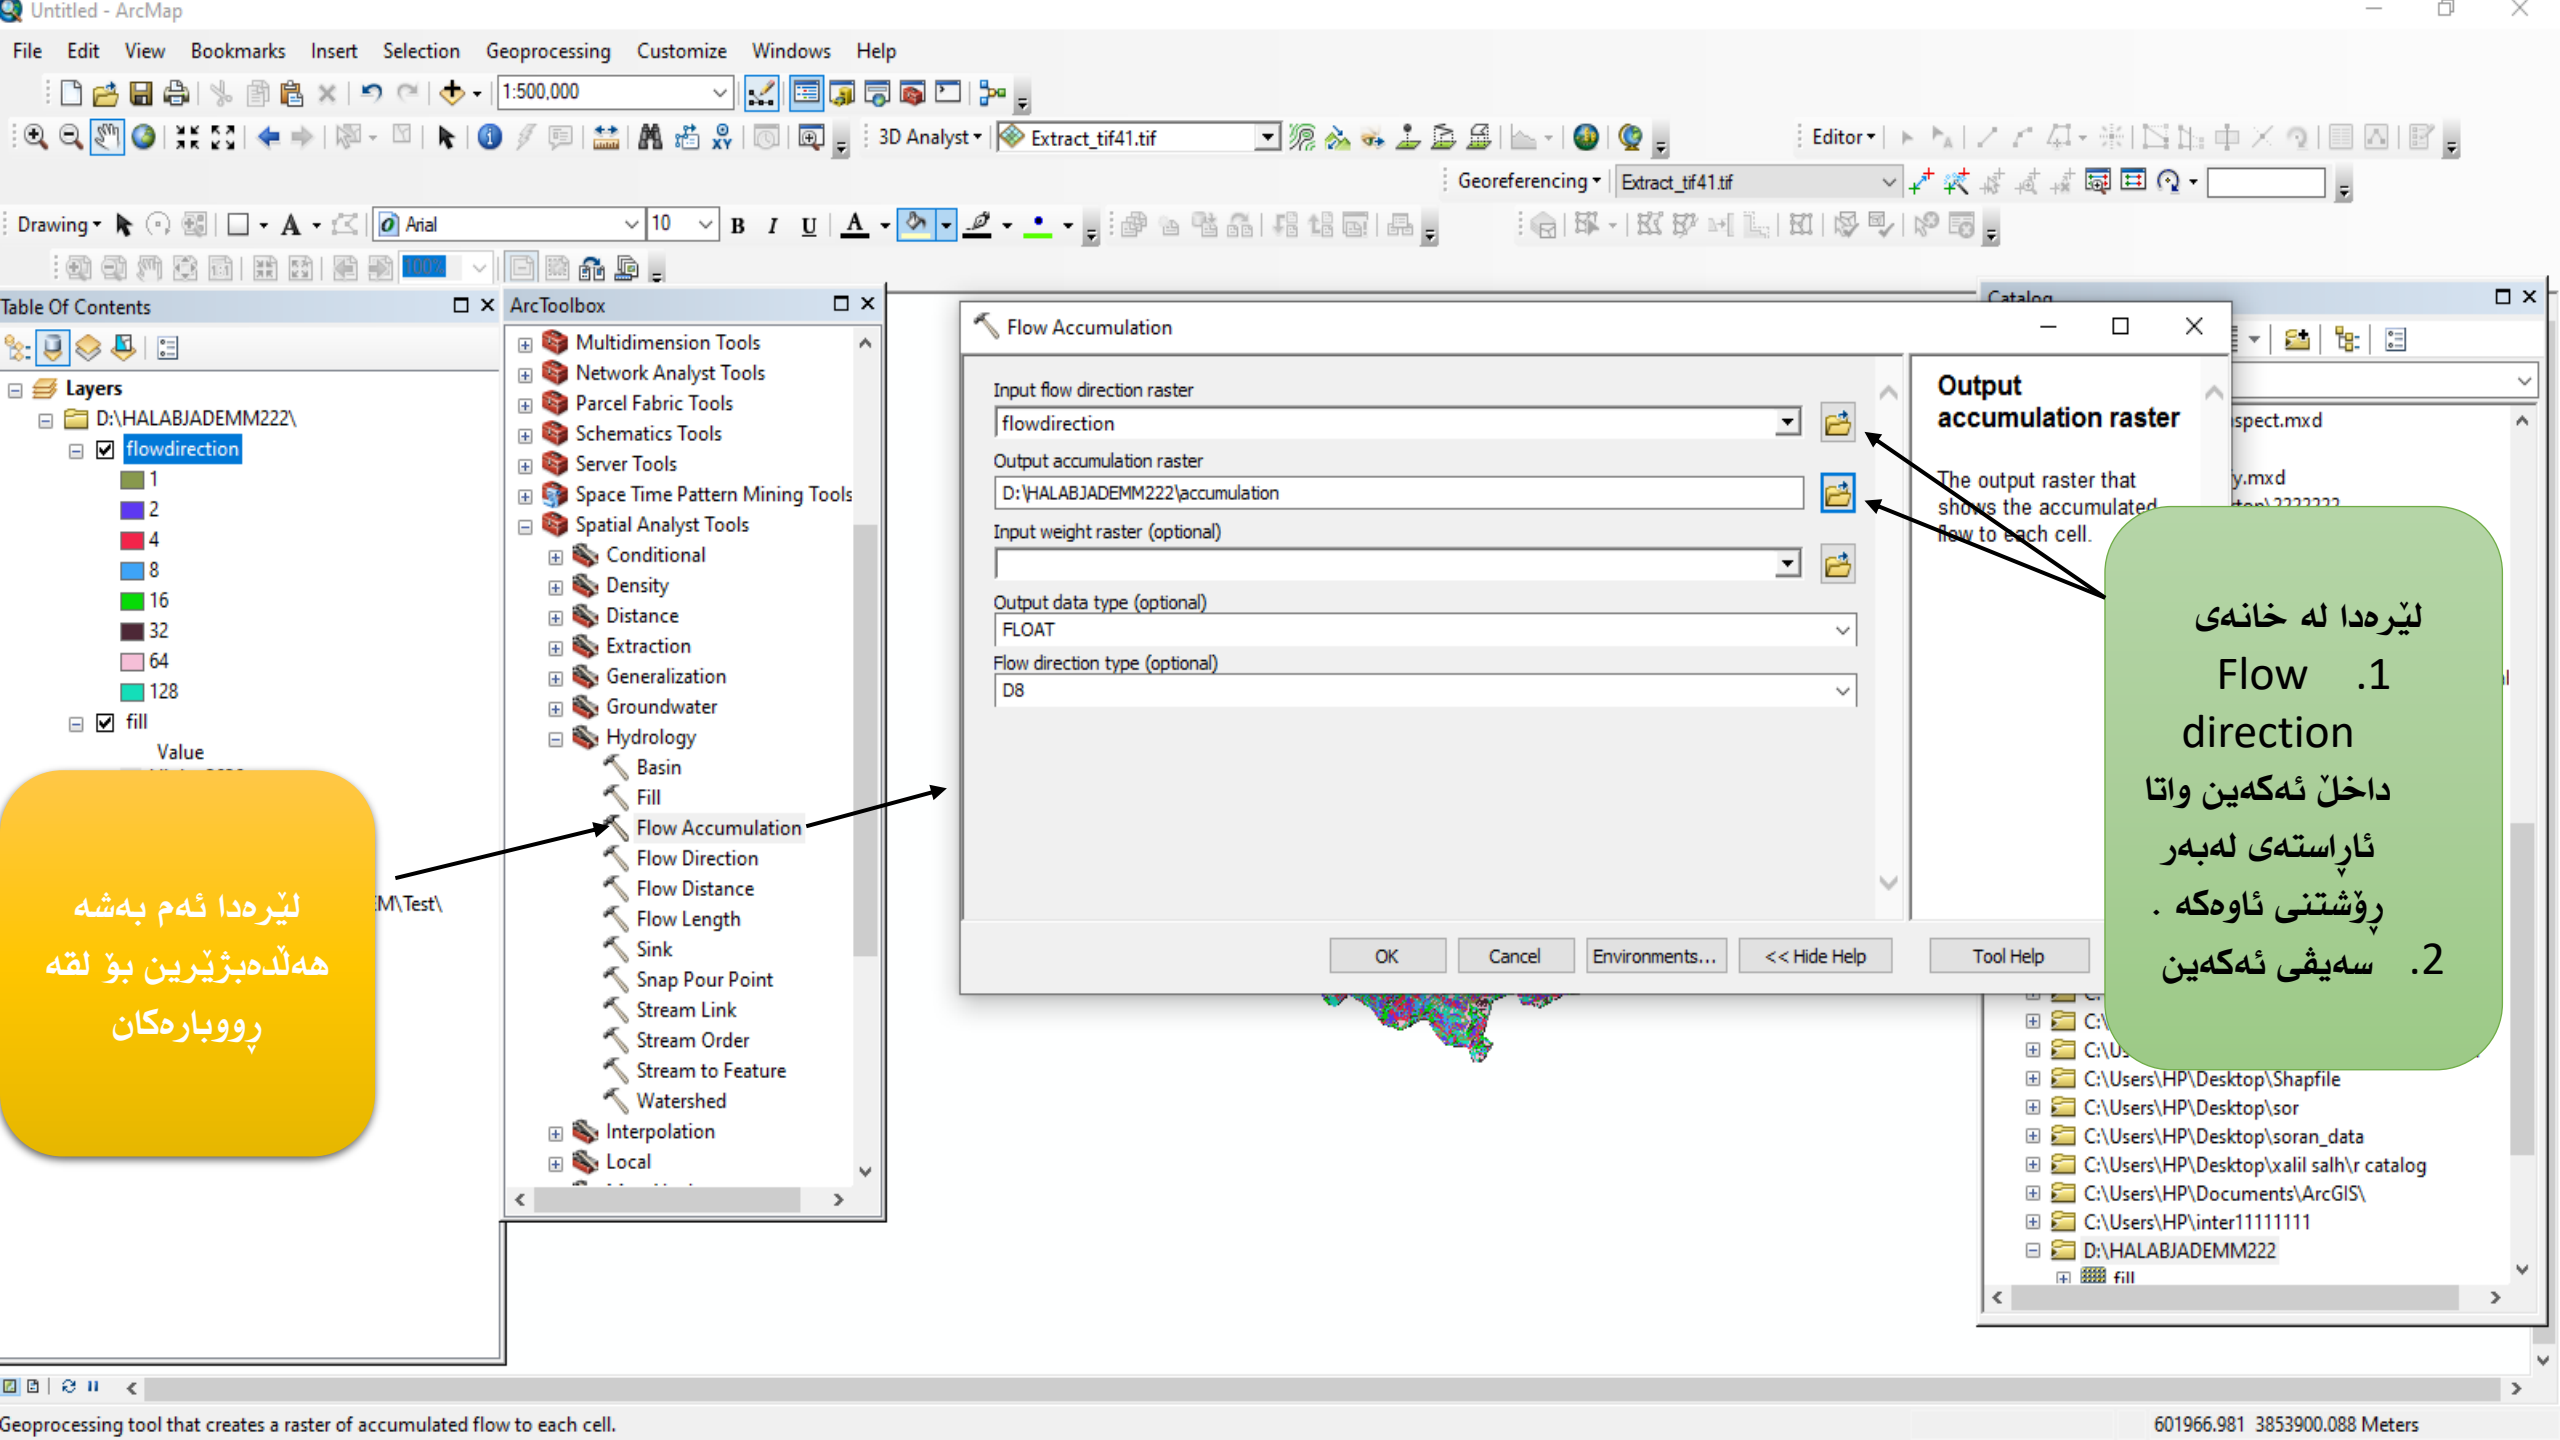 Untitled - ArcMap
File Edit View Bookmarks Insert Selection Geoprocessing Customize Windows Help
1:500,000
3D Analyst
Extract_tif41.tif
Editor
Georeferencing
Extract_tif41.tif
Drawing
A
Arial
10
B I U A
100%
Table Of Contents
Layers
D:\HALABJADEMM222\
flowdirection
1
2
4
8
16
32
64
128
fill
Value
M\Test\
لێرەدا ئەم بەشە
هەڵدەبژێرین بۆ لقە
ڕووبارەکان
ArcToolbox
Multidimension Tools
Network Analyst Tools
Parcel Fabric Tools
Schematics Tools
Server Tools
Space Time Pattern Mining Tools
Spatial Analyst Tools
Conditional
Density
Distance
Extraction
Generalization
Groundwater
Hydrology
Basin
Fill
Flow Accumulation
Flow Direction
Flow Distance
Flow Length
Sink
Snap Pour Point
Stream Link
Stream Order
Stream to Feature
Watershed
Interpolation
Local
Flow Accumulation
Input flow direction raster
flowdirection
Output accumulation raster
D:\HALABJADEMM222\accumulation
Input weight raster (optional)
Output data type (optional)
FLOAT
Flow direction type (optional)
D8
OK
Cancel
Environments...
<< Hide Help
Tool Help
Output
accumulation raster
The output raster that
shows the accumulated
flow to each cell.
Catalog
spect.mxd
y.mxd
لێرەدا لە خانەی
1. Flow
direction
داخڵ ئەکەین واتا
ئاڕاستەی لەبەر
ڕۆشتنی ئاوەکە .
2. سەیڤی ئەکەین
C:\
C:\Us
C:\Users\HP\Desktop\Shapfile
C:\Users\HP\Desktop\sor
C:\Users\HP\Desktop\soran_data
C:\Users\HP\Desktop\xalil salh\r catalog
C:\Users\HP\Documents\ArcGIS\
C:\Users\HP\inter11111111
D:\HALABJADEMM222
fill
Geoprocessing tool that creates a raster of accumulated flow to each cell.
601966.981 3853900.088 Meters